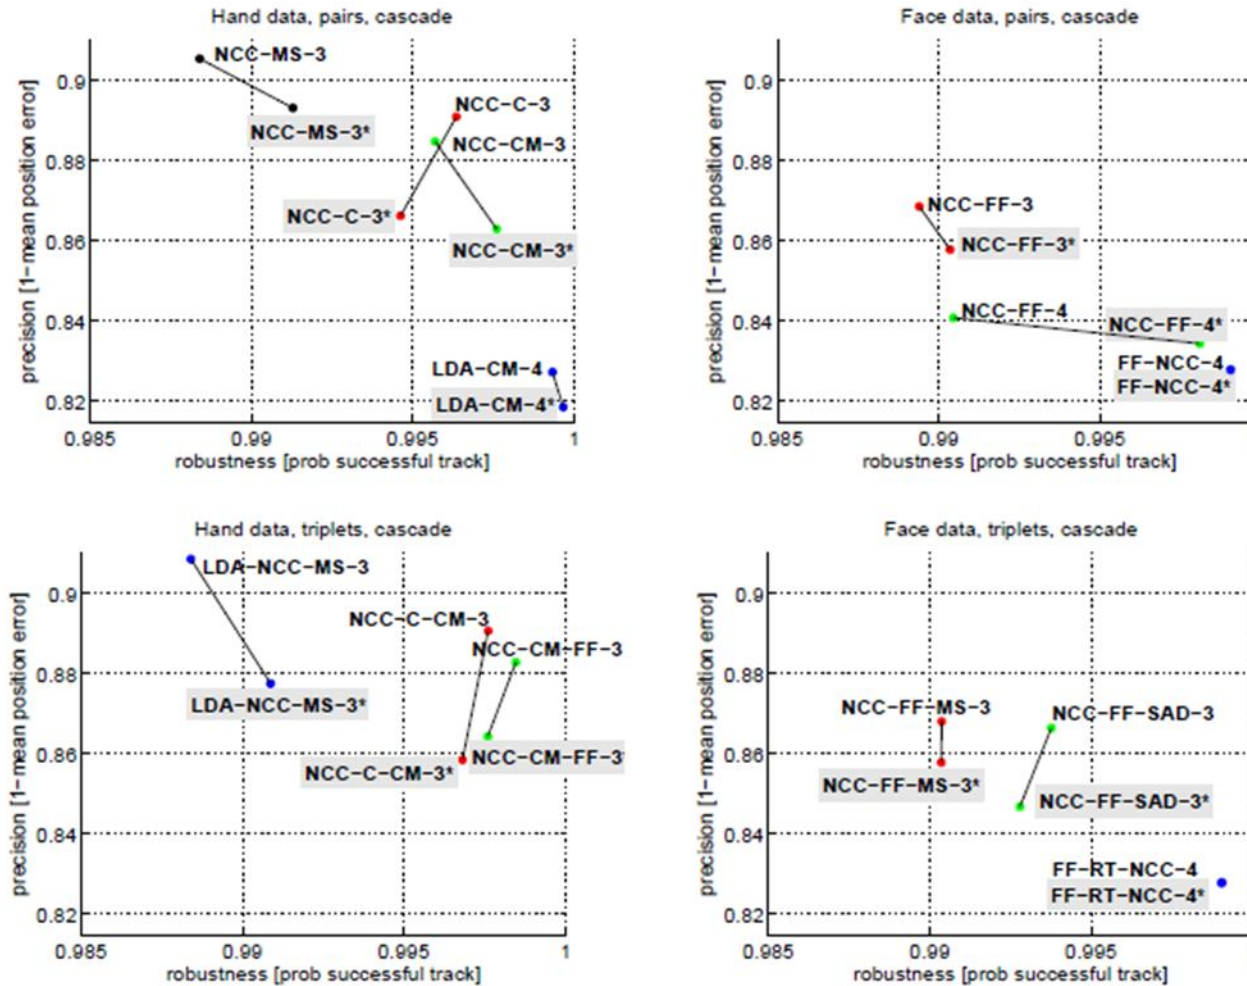 Hand data, pairs, cascade
precision [1-mean position error]
0.9
0.88
0.86
0.84
0.82
NCC-MS-3
NCC-MS-3*
NCC-C-3
NCC-CM-3
NCC-C-3*
NCC-CM-3*
LDA-CM-4
LDA-CM-4*
0.985
0.99
0.995
1
robustness [prob successful track]
Face data, pairs, cascade
precision [1-mean position error]
0.9
0.88
0.86
0.84
0.82
NCC-FF-3
NCC-FF-3*
NCC-FF-4
NCC-FF-4*
FF-NCC-4
FF-NCC-4*
0.985
0.99
0.995
robustness [prob successful track]
Hand data, triplets, cascade
precision [1-mean position error]
0.9
0.88
0.86
0.84
0.82
LDA-NCC-MS-3
LDA-NCC-MS-3*
NCC-C-CM-3
NCC-CM-FF-3
NCC-C-CM-3*
NCC-CM-FF-3
0.985
0.99
0.995
1
robustness [prob successful track]
Face data, triplets, cascade
precision [1-mean position error]
0.9
0.88
0.86
0.84
0.82
NCC-FF-MS-3
NCC-FF-MS-3*
NCC-FF-SAD-3
NCC-FF-SAD-3*
FF-RT-NCC-4
FF-RT-NCC-4*
0.985
0.99
0.995
robustness [prob successful track]